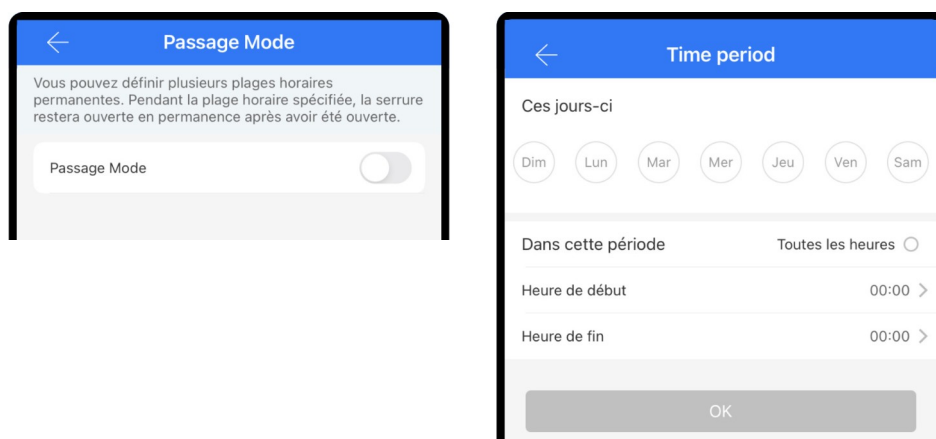 Passage Mode
Vous pouvez définir plusieurs plages horaires
permanentes. Pendant la plage horaire spécifiée, la serrure
restera ouverte en permanence après avoir été ouverte.
Passage Mode
Time period
Ces jours-ci
Dim Lun Mar Mer Jeu Ven Sam
Dans cette période Toutes les heures
Heure de début 00:00
Heure de fin 00:00
OK